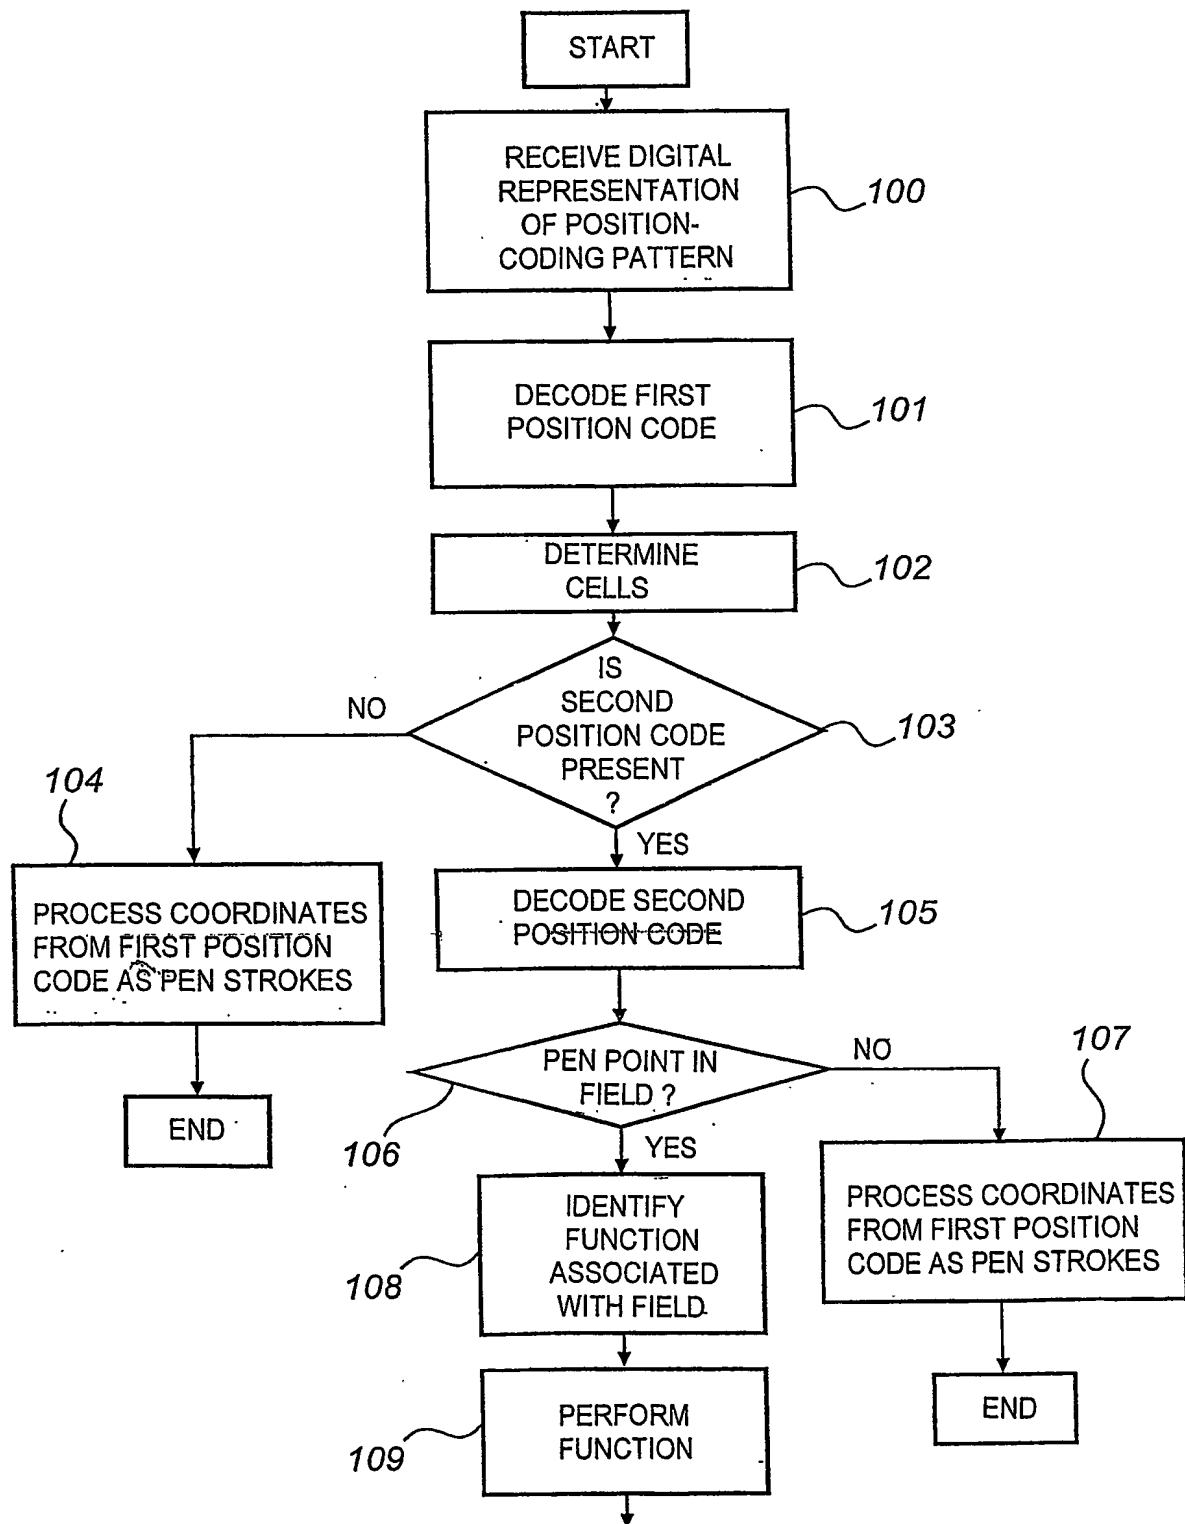 START
RECEIVE DIGITAL
REPRESENTATION
OF POSITION-
CODING PATTERN
100
DECODE FIRST
POSITION CODE
101
DETERMINE
CELLS
102
IS
SECOND
POSITION CODE
PRESENT
?
103
NO
YES
104
PROCESS COORDINATES
FROM FIRST POSITION
CODE AS PEN STROKES
END
DECODE SECOND
POSITION CODE
105
PEN POINT IN
FIELD ?
106
NO
YES
107
PROCESS COORDINATES
FROM FIRST POSITION
CODE AS PEN STROKES
END
IDENTIFY
FUNCTION
ASSOCIATED
WITH FIELD
108
PERFORM
FUNCTION
109